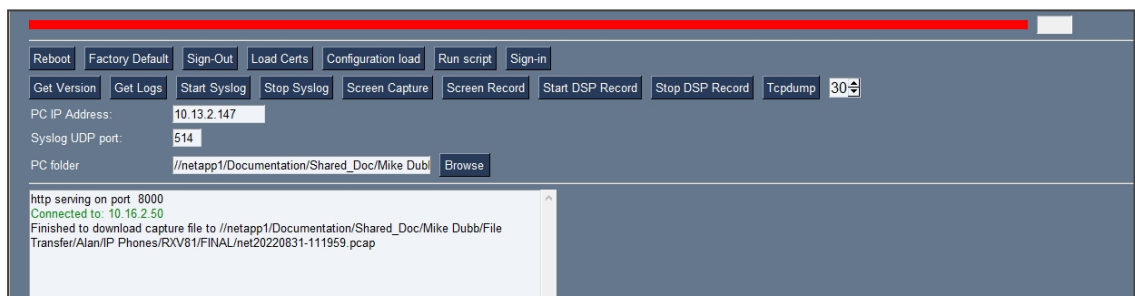 Reboot Factory Default Sign-Out Load Certs Configuration load Run script Sign-in
Get Version Get Logs Start Syslog Stop Syslog Screen Capture Screen Record Start DSP Record Stop DSP Record Tcpdump 30
PC IP Address: 10.13.2.147
Syslog UDP port: 514
PC folder //netapp1/Documentation/Shared_Doc/Mike Dubl Browse
http serving on port 8000
Connected to: 10.16.2.50
Finished to download capture file to //netapp1/Documentation/Shared_Doc/Mike Dubb/File
Transfer/Alan/IP Phones/RXV81/FINAL/net20220831-111959.pcap